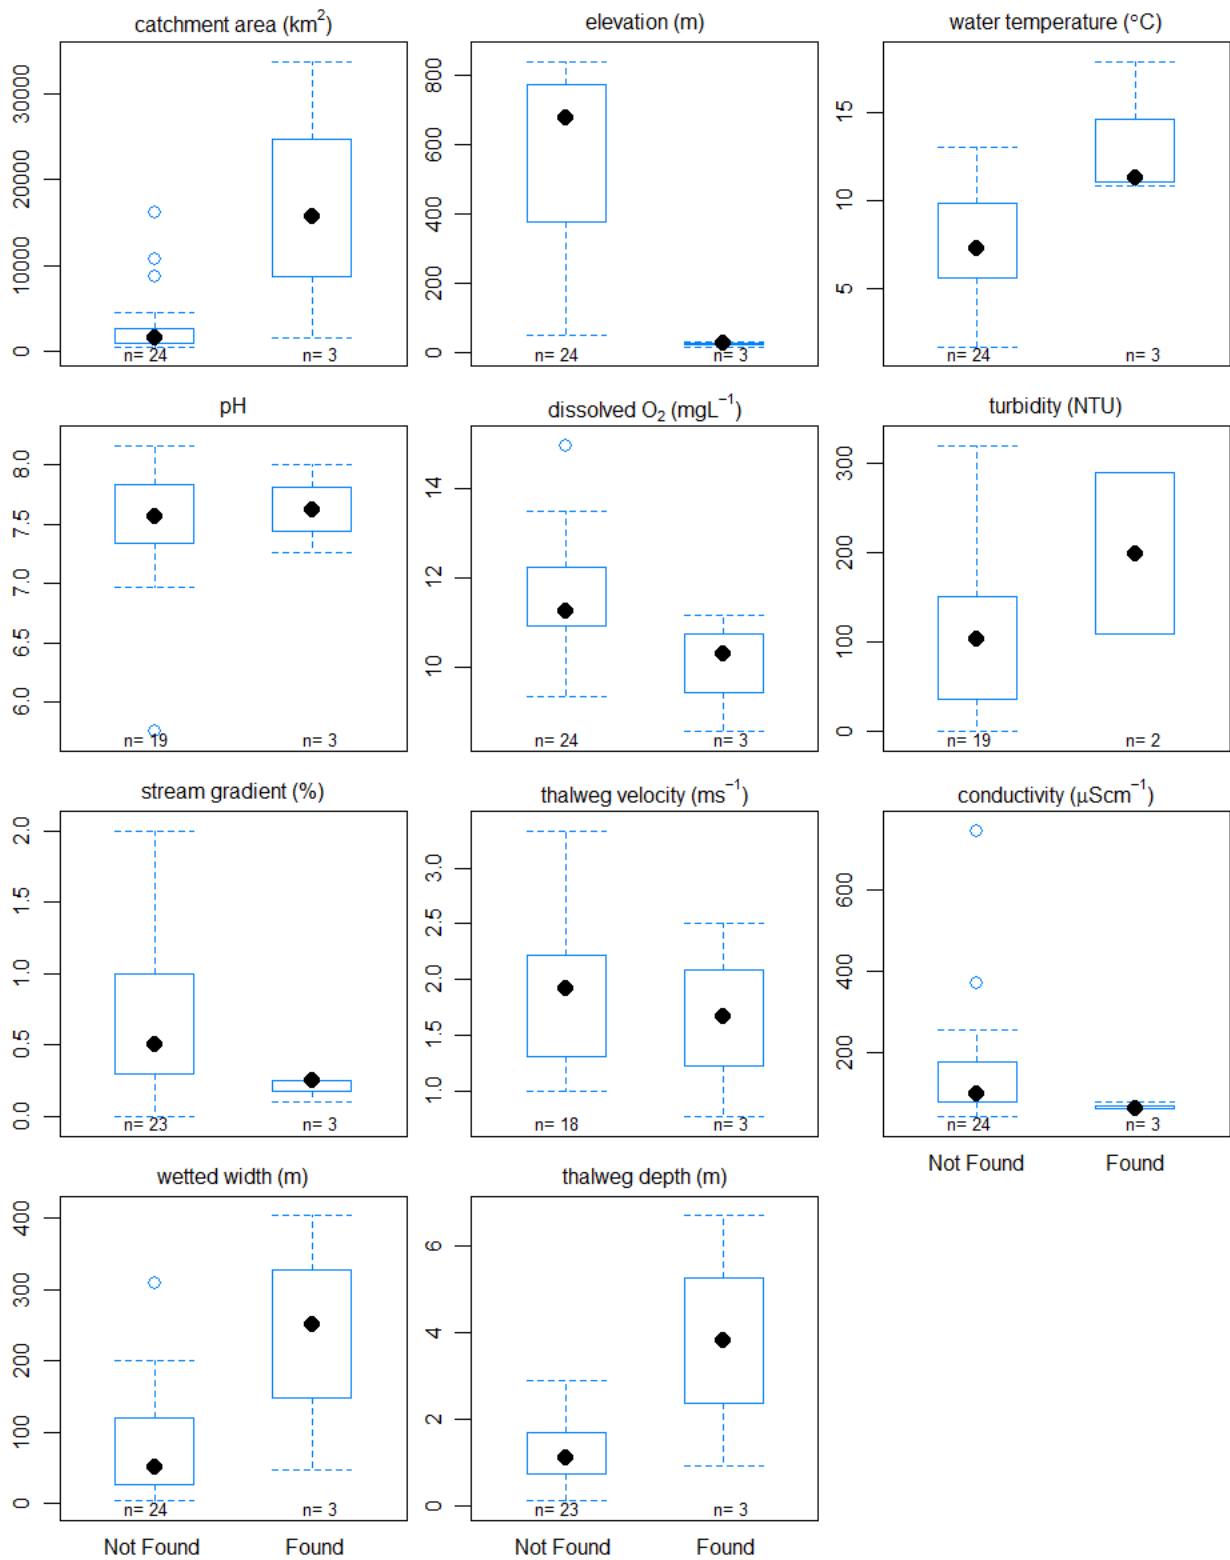 catchment area (km²)
elevation (m)
water temperature (°C)
30000
20000
10000
0
n= 24
n= 3
800
600
400
200
0
n= 24
n= 3
15
10
5
n= 24
n= 3
pH
dissolved O₂ (mgL⁻¹)
turbidity (NTU)
8.0
7.5
7.0
6.5
6.0
n= 19
n= 3
14
12
10
n= 24
n= 3
300
200
100
0
n= 19
n= 2
stream gradient (%)
thalweg velocity (ms⁻¹)
conductivity (μScm⁻¹)
2.0
1.5
1.0
0.5
0.0
n= 23
n= 3
3.0
2.5
2.0
1.5
1.0
n= 18
n= 3
600
400
200
n= 24
n= 3
Not Found
Found
wetted width (m)
thalweg depth (m)
400
300
200
100
0
n= 24
n= 3
6
4
2
0
n= 23
n= 3
Not Found
Found
Not Found
Found